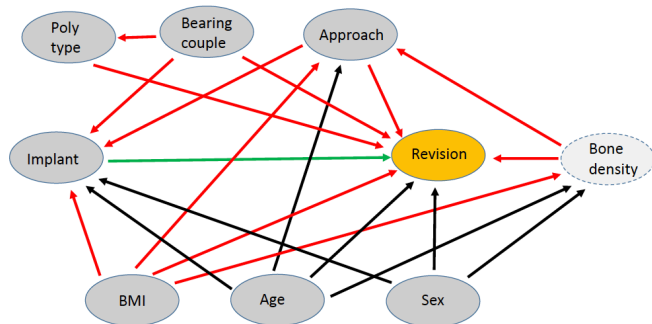 Poly
type
Bearing
couple
Approach
Implant
Revision
Bone
density
BMI
Age
Sex